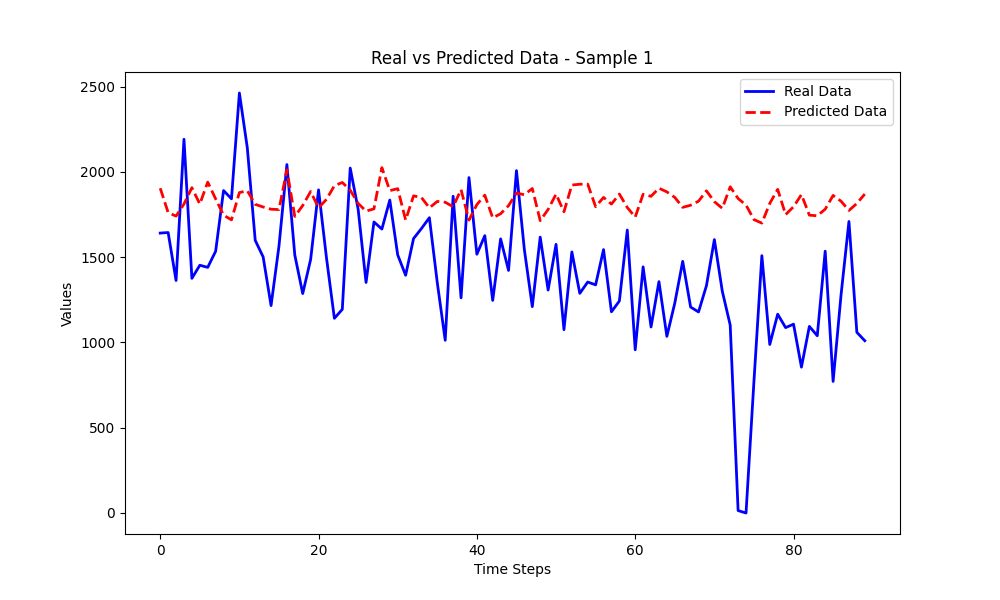 Real vs Predicted Data - Sample 1
Real Data
Predicted Data
2500
2000
1500
1000
500
0
Values
0 20 40 60 80
Time Steps